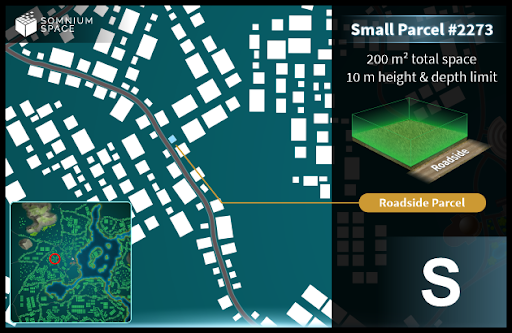 SOMNIUM
SPACE
Small Parcel #2273
200 m² total space
10 m height & depth limit
Roadside
Roadside Parcel
S